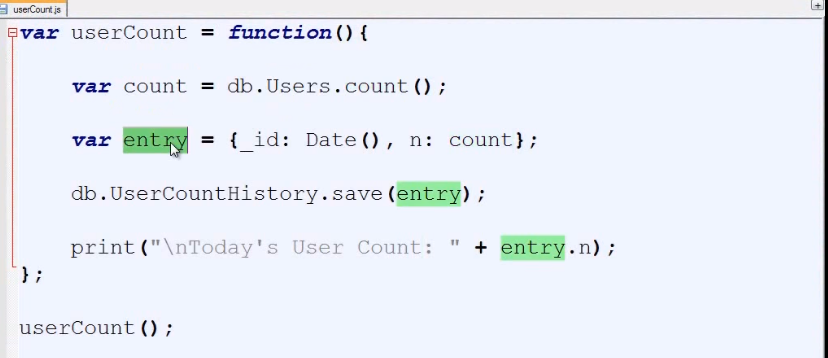 userCount.js
var userCount = function(){
var count = db.Users.count();
var entry = {_id: Date(), n: count};
db.UserCountHistory.save(entry);
print("\nToday's User Count: " + entry.n);
};
userCount();